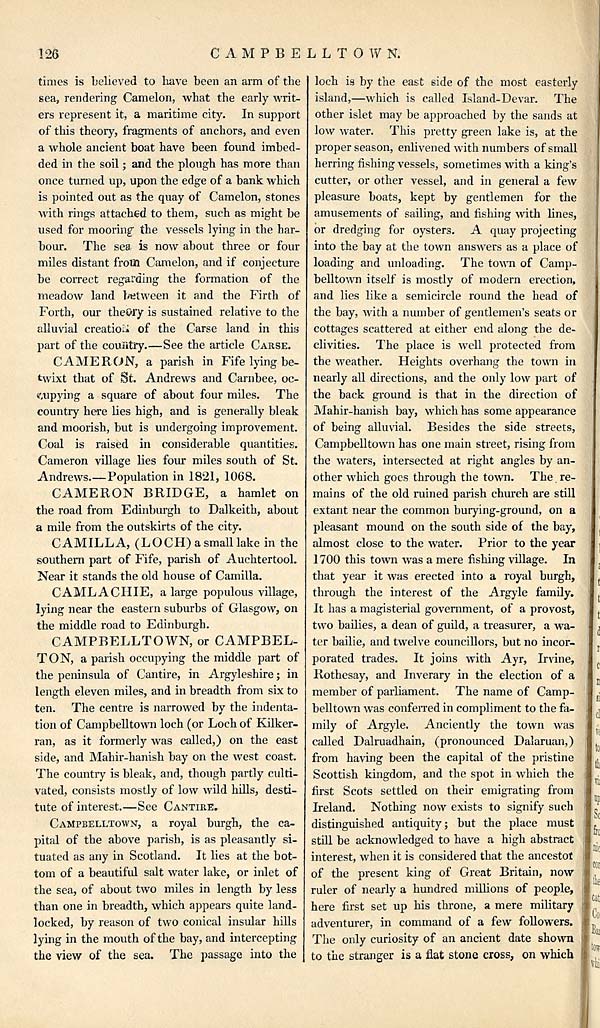 126
CAMPBELLTOWN.
times is believed to have been an arm of the
sea, rendering Camelon, what the early writ-
ers represent it, a maritime city. In support
of this theory, fragments of anchors, and even
a whole ancient boat have been found imbed-
ded in the soil; and the plough has more than
once turned up, upon the edge of a bank which
is pointed out as the quay of Camelon, stones
with rings attached to them, such as might be
used for mooring the vessels lying in the har-
bour. The sea is now about three or four
miles distant from Camelon, and if conjecture
be correct regarding the formation of the
meadow land between it and the Firth of
Forth, our theory is sustained relative to the
alluvial creation of the Carse land in this
part of the country.—See the article CARSE.
CAMERON, a parish in Fife lying be-
twixt that of St. Andrews and Carnbee, oc-
cupying a square of about four miles. The
country here lies high, and is generally bleak
and moorish, but is undergoing improvement.
Coal is raised in considerable quantities.
Cameron village lies four miles south of St.
Andrews.—Population in 1821, 1068.
CAMERON BRIDGE, a hamlet on
the road from Edinburgh to Dalkeith, about
a mile from the outskirts of the city.
CAMILLA, (LOCH) a small lake in the
southern part of Fife, parish of Auchtertool.
Near it stands the old house of Camilla.
CAMLACHIE, a large populous village,
lying near the eastern suburbs of Glasgow, on
the middle road to Edinburgh.
CAMPBELLTOWN, or CAMPBEL-
TON, a parish occupying the middle part of
the peninsula of Cantire, in Argyleshire; in
length eleven miles, and in breadth from six to
ten. The centre is narrowed by the indenta-
tion of Campbelltown loch (or Loch of Kilker-
ran, as it formerly was called,) on the east
side, and Mahir-hanish bay on the west coast.
The country is bleak, and, though partly culti-
vated, consists mostly of low wild hills, desti-
tute of interest.—See CANTIRE.
CAMPBELLTOWN, a royal burgh, the ca-
pital of the above parish, is as pleasantly si-
tuated as any in Scotland. It lies at the bot-
tom of a beautiful salt water lake, or inlet of
the sea, of about two miles in length by less
than one in breadth, which appears quite land-
locked, by reason of two conical insular hills
lying in the mouth of the bay, and intercepting
the view of the sea. The passage into the
loch is by the east side of the most easterly
island,—which is called Island-Devar. The
other islet may be approached by the sands at
low water. This pretty green lake is, at the
proper season, enlivened with numbers of small
herring fishing vessels, sometimes with a king's
cutter, or other vessel, and in general a few
pleasure boats, kept by gentlemen for the
amusements of sailing, and fishing with lines,
or dredging for oysters. A quay projecting
into the bay at the town answers as a place of
loading and unloading. The town of Camp-
belltown itself is mostly of modern erection,
and lies like a semicircle round the head of
the bay, with a number of gentlemen's seats or
cottages scattered at either end along the de-
clivities. The place is well protected from
the weather. Heights overhang the town in
nearly all directions, and the only low part of
the back ground is that in the direction of
Mahir-hanish bay, which has some appearance
of being alluvial. Besides the side streets,
Campbelltown has one main street, rising from
the waters, intersected at right angles by an-
other which goes through the town. The re-
mains of the old ruined parish church are still
extant near the common burying-ground, on a
pleasant mound on the south side of the bay,
almost close to the water. Prior to the year
1700 this town was a mere fishing village. In
that year it was erected into a royal burgh,
through the interest of the Argyle family.
It has a magisterial government, of a provost,
two bailies, a dean of guild, a treasurer, a wa-
ter bailie, and twelve councillors, but no incor-
porated trades. It joins with Ayr, Irvine,
Rothesay, and Inverary in the election of a
member of parliament. The name of Camp-
belltown was conferred in compliment to the fa-
mily of Argyle. Anciently the town was
called Dalruadhain, (pronounced Dalaruan,)
from having been the capital of the pristine
Scottish kingdom, and the spot in which the
first Scots settled on their emigrating from
Ireland. Nothing now exists to signify such
distinguished antiquity; but the place must
still be acknowledged to have a high abstract
interest, when it is considered that the ancestor
of the present king of Great Britain, now
ruler of nearly a hundred millions of people,
here first set up his throne, a mere military
adventurer, in command of a few followers.
The only curiosity of an ancient date shown
to the stranger is a flat stone cross, on which